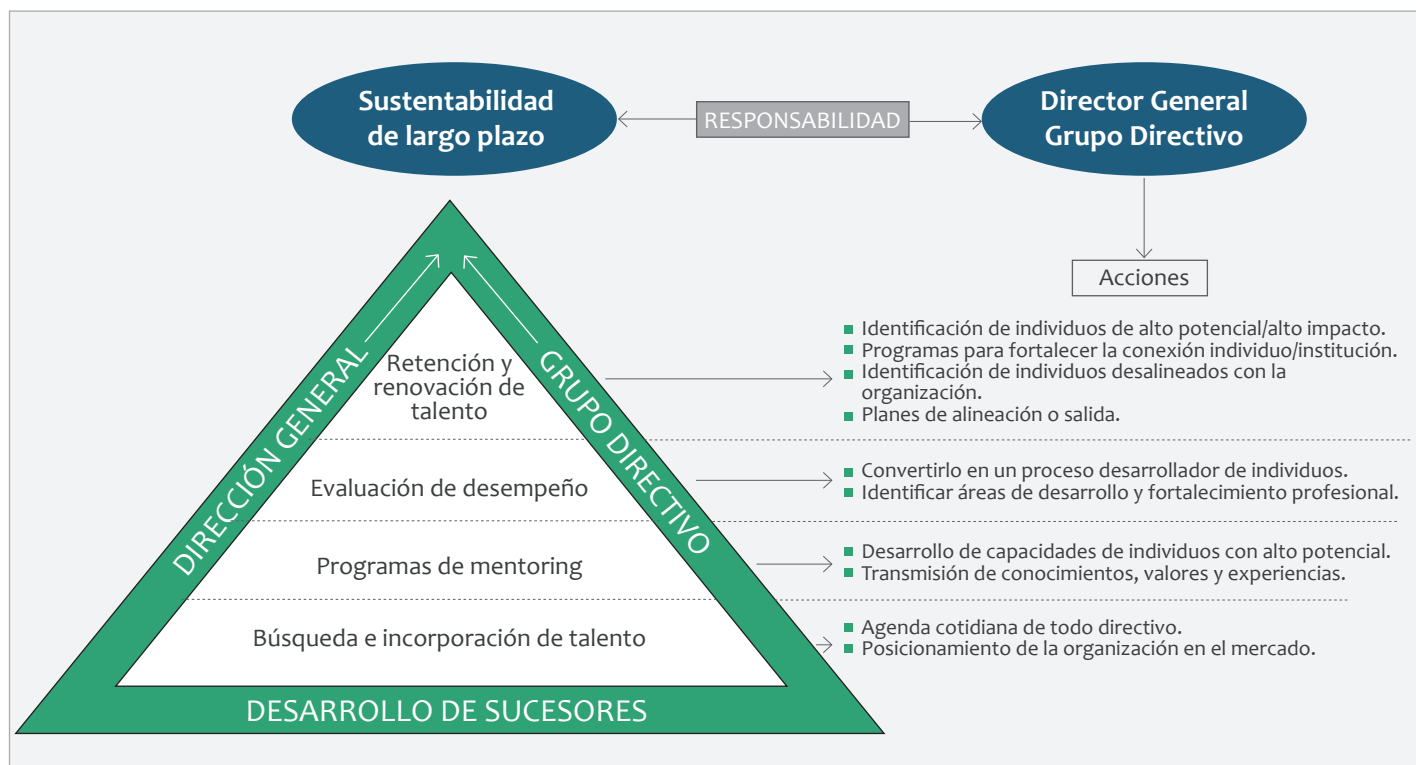 Sustentabilidad
de largo plazo
RESPONSABILIDAD
Director General
Grupo Directivo
Acciones
DIRECCIÓN GENERAL
GRUPO DIRECTIVO
Retención y
renovación de
talento
■ Identificación de individuos de alto potencial/alto impacto.
■ Programas para fortalecer la conexión individuo/institución.
■ Identificación de individuos desalineados con la
organización.
■ Planes de alineación o salida.
Evaluación de desempeño
■ Convertirlo en un proceso desarrollador de individuos.
■ Identificar áreas de desarrollo y fortalecimiento profesional.
Programas de mentoring
■ Desarrollo de capacidades de individuos con alto potencial.
■ Transmisión de conocimientos, valores y experiencias.
Búsqueda e incorporación de talento
■ Agenda cotidiana de todo directivo.
■ Posicionamiento de la organización en el mercado.
DESARROLLO DE SUCESORES